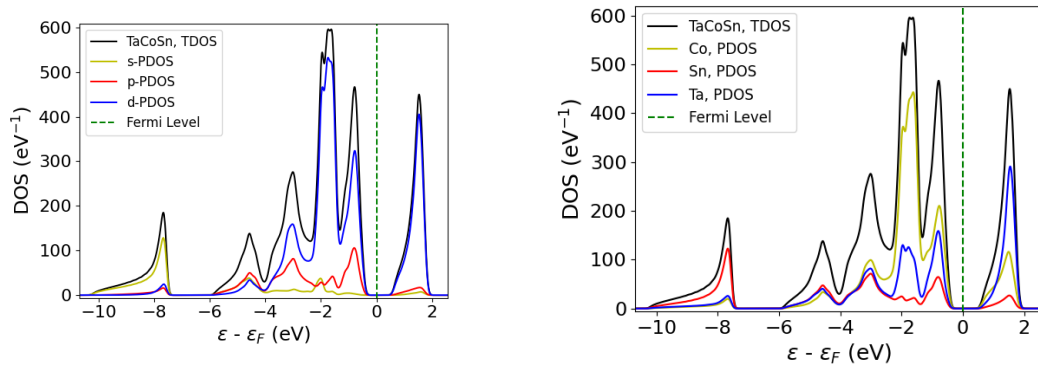 600
500
400
300
200
100
0
DOS (eV⁻¹)
TaCoSn, TDOS
s-PDOS
p-PDOS
d-PDOS
Fermi Level
−10 −8 −6 −4 −2 0 2
ε - ε_F (eV)
600
500
400
300
200
100
0
DOS (eV⁻¹)
TaCoSn, TDOS
Co, PDOS
Sn, PDOS
Ta, PDOS
Fermi Level
−10 −8 −6 −4 −2 0 2
ε - ε_F (eV)